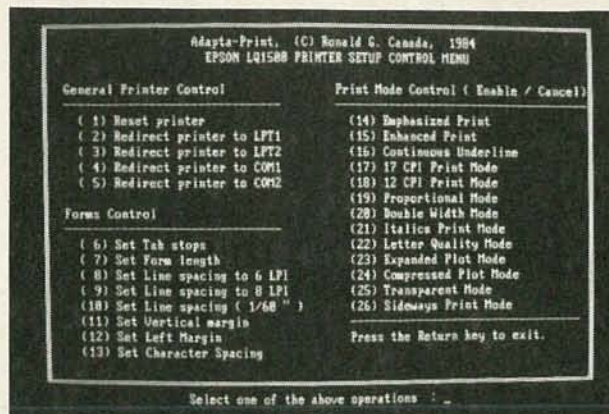 Adapta-Print, (C) Ronald G. Canada, 1984
EPSON LQ1500 PRINTER SETUP CONTROL MENU
General Printer Control
( 1) Reset printer
( 2) Redirect printer to LPT1
( 3) Redirect printer to LPT2
( 4) Redirect printer to COM1
( 5) Redirect printer to COM2
Forms Control
( 6) Set Tab stops
( 7) Set Form length
( 8) Set Line spacing to 6 LPI
( 9) Set Line spacing to 8 LPI
(10) Set Line spacing ( 1/60 " )
(11) Set Vertical margin
(12) Set Left Margin
(13) Set Character Spacing
Print Mode Control ( Enable / Cancel)
(14) Emphasized Print
(15) Enhanced Print
(16) Continuous Underline
(17) 17 CPI Print Mode
(18) 12 CPI Print Mode
(19) Proportional Mode
(20) Double Width Mode
(21) Italics Print Mode
(22) Letter Quality Mode
(23) Expanded Plot Mode
(24) Compressed Plot Mode
(25) Transparent Mode
(26) Sideways Print Mode
Press the Return key to exit.
Select one of the above operations : _